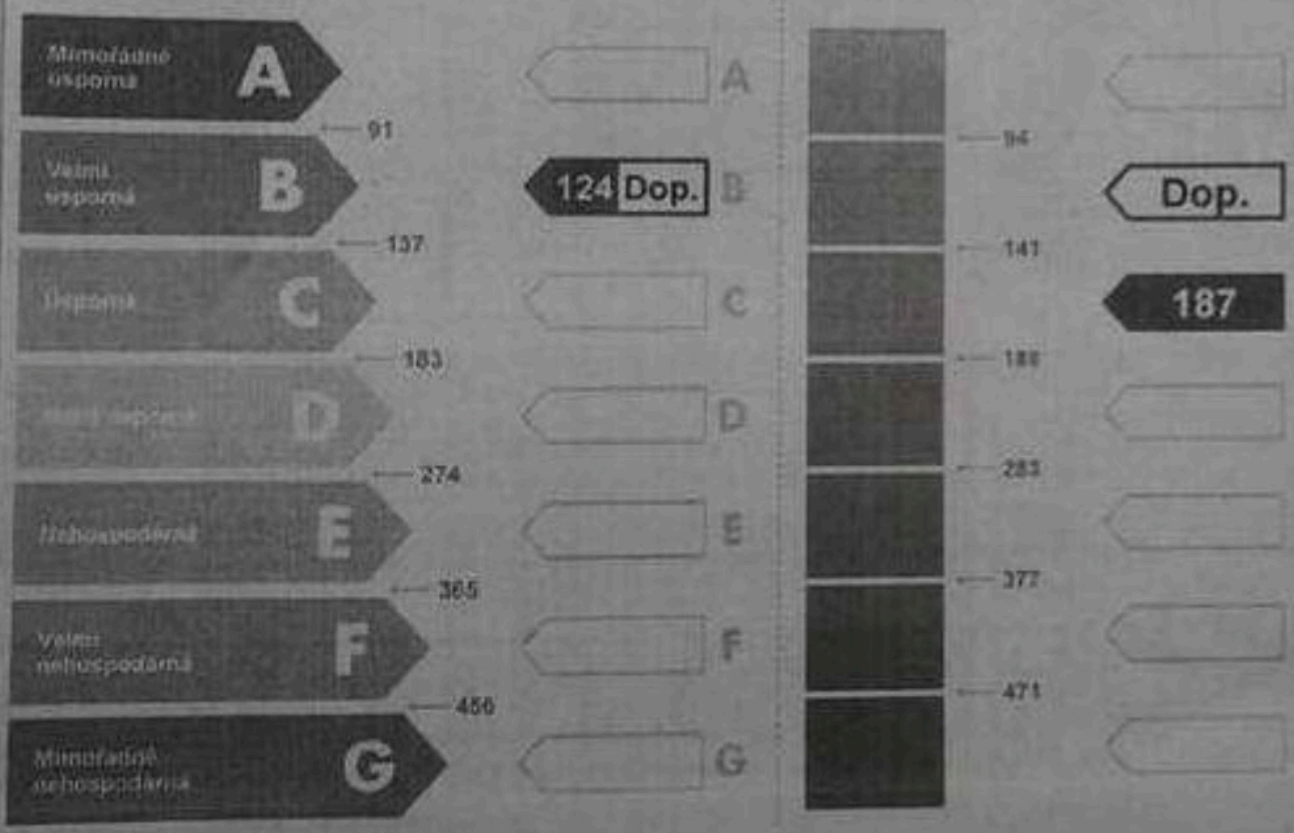 Mimořádně
úsporná
A
A
91
94
Velmi
úsporná
B
124 Dop.
B
Dop.
137
141
Úsporná
C
C
187
183
188
D
D
274
283
Nehospodárná
E
E
365
377
Velmi
nehospodárná
F
F
456
471
Mimořádně
nehospodárná
G
G